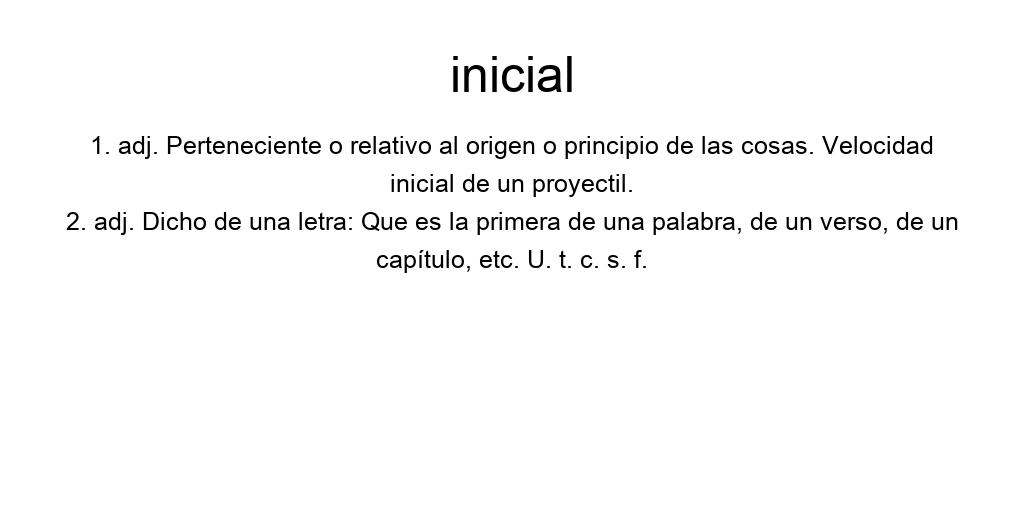 inicial
1. adj. Perteneciente o relativo al origen o principio de las cosas. Velocidad
inicial de un proyectil.
2. adj. Dicho de una letra: Que es la primera de una palabra, de un verso, de un
capítulo, etc. U. t. c. s. f.